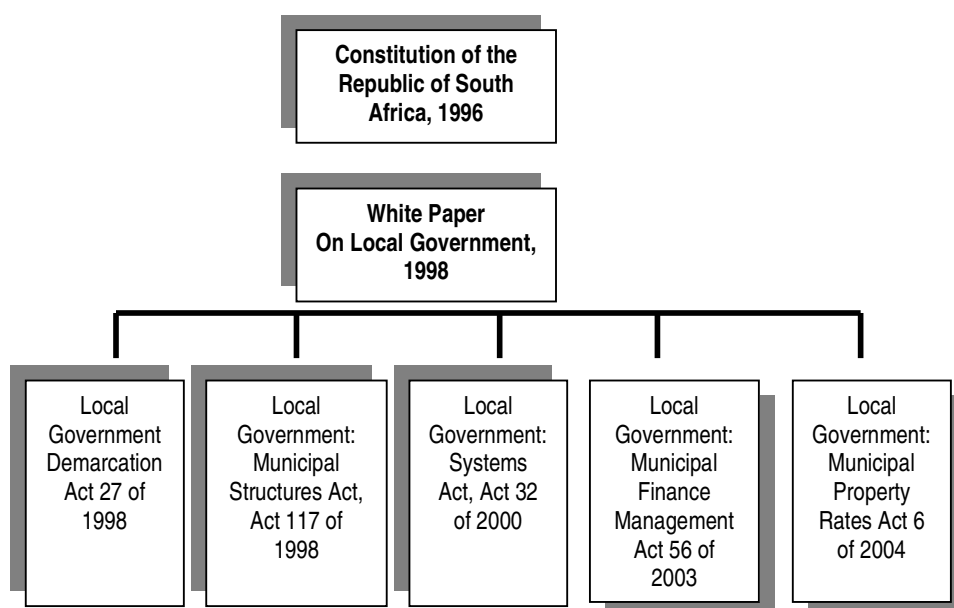 Constitution of the
Republic of South
Africa, 1996
White Paper
On Local Government,
1998
Local
Government
Demarcation
Act 27 of
1998
Local
Government:
Municipal
Structures Act,
Act 117 of
1998
Local
Government:
Systems
Act, Act 32
of 2000
Local
Government:
Municipal
Finance
Management
Act 56 of
2003
Local
Government:
Municipal
Property
Rates Act 6
of 2004